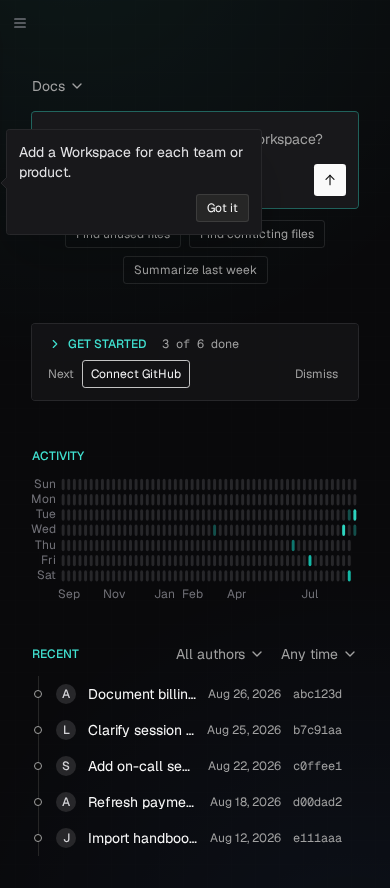 Docs
orkspace?
Add a Workspace for each team or
product.
Got it
Find unused files Find conflicting files
Summarize last week
GET STARTED 3 of 6 done
Next Connect GitHub Dismiss
ACTIVITY
Sun
Mon
Tue
Wed
Thu
Fri
Sat
Sep Nov Jan Feb Apr Jul
RECENT All authors Any time
A Document billin... Aug 26, 2026 abc123d
L Clarify session ... Aug 25, 2026 b7c91aa
S Add on-call se... Aug 22, 2026 c0ffee1
A Refresh payme... Aug 18, 2026 d00dad2
J Import handboo... Aug 12, 2026 e111aaa